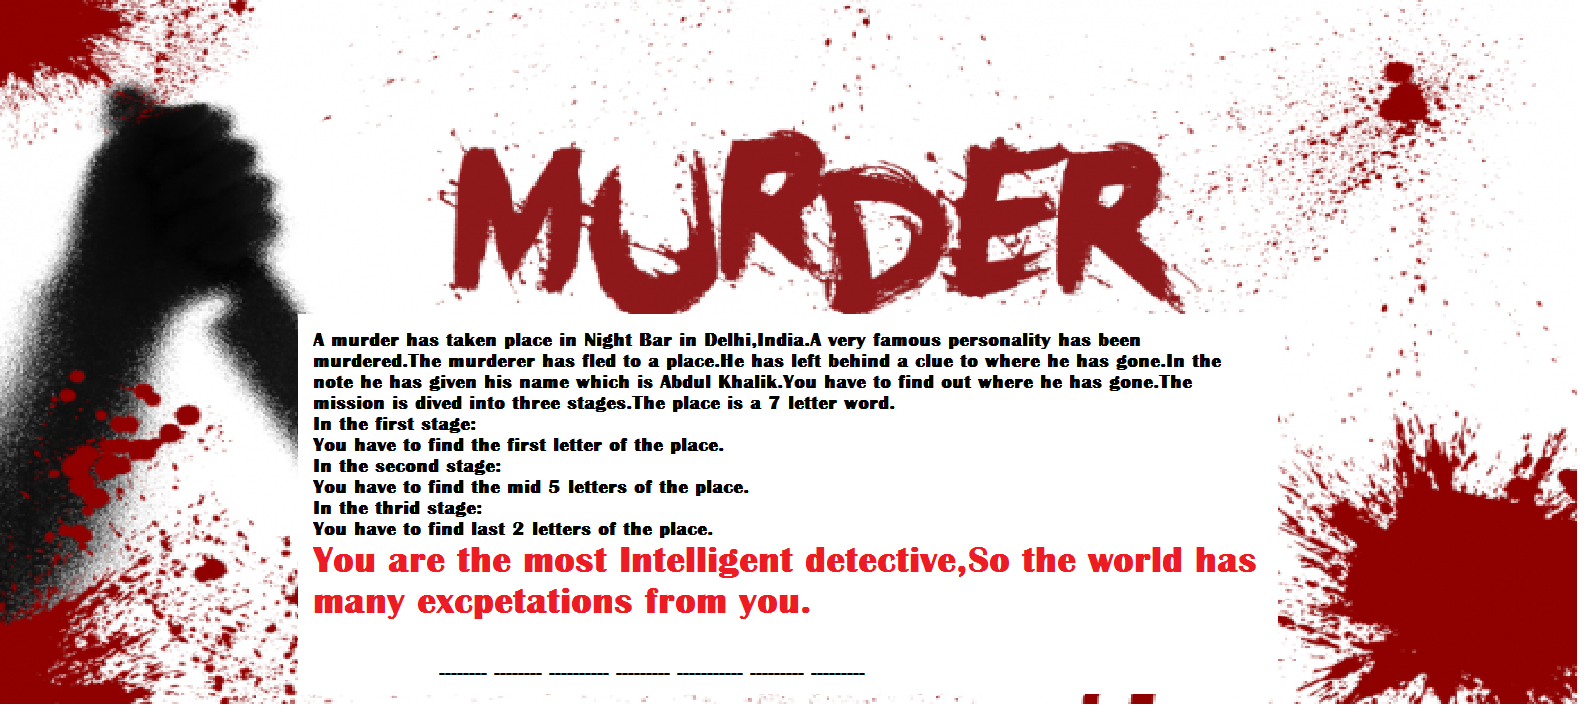 MURDER
A murder has taken place in Night Bar in Delhi,India.A very famous personality has been
murdered.The murderer has fled to a place.He has left behind a clue to where he has gone.In the
note he has given his name which is Abdul Khalik.You have to find out where he has gone.The
mission is dived into three stages.The place is a 7 letter word.
In the first stage:
You have to find the first letter of the place.
In the second stage:
You have to find the mid 5 letters of the place.
In the thrid stage:
You have to find last 2 letters of the place.
You are the most Intelligent detective,So the world has
many excpetations from you.
-------- -------- ---------- --------- ----------- --------- ---------